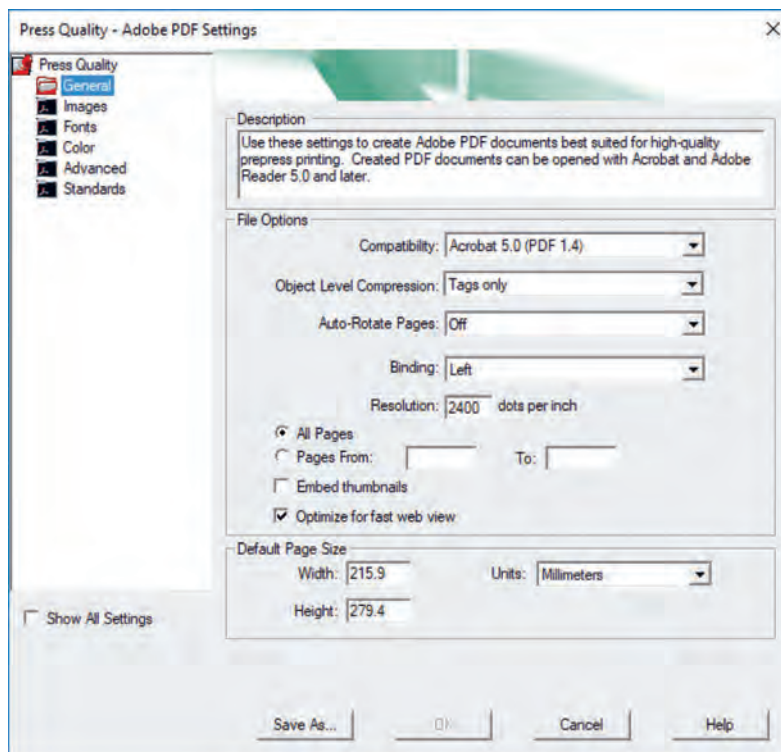 Press Quality - Adobe PDF Settings
Press Quality
General
Images
Fonts
Color
Advanced
Standards
Show All Settings
Description
Use these settings to create Adobe PDF documents best suited for high-quality
prepress printing. Created PDF documents can be opened with Acrobat and Adobe
Reader 5.0 and later.
File Options
Compatibility: Acrobat 5.0 (PDF 1.4)
Object Level Compression: Tags only
Auto-Rotate Pages: Off
Binding: Left
Resolution: 2400 dots per inch
All Pages
Pages From: To:
Embed thumbnails
Optimize for fast web view
Default Page Size
Width: 215.9 Units: Millimeters
Height: 279.4
Save As... OK Cancel Help